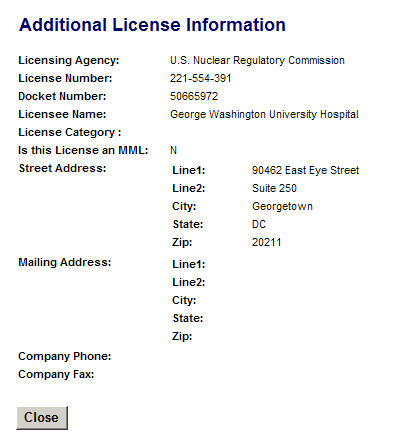 Additional License Information
Licensing Agency: U.S. Nuclear Regulatory Commission
License Number: 221-554-391
Docket Number: 50665972
Licensee Name: George Washington University Hospital
License Category :
Is this License an MML: N
Street Address: Line1: 90462 East Eye Street
Line2: Suite 250
City: Georgetown
State: DC
Zip: 20211
Mailing Address: Line1:
Line2:
City:
State:
Zip:
Company Phone:
Company Fax:
Close